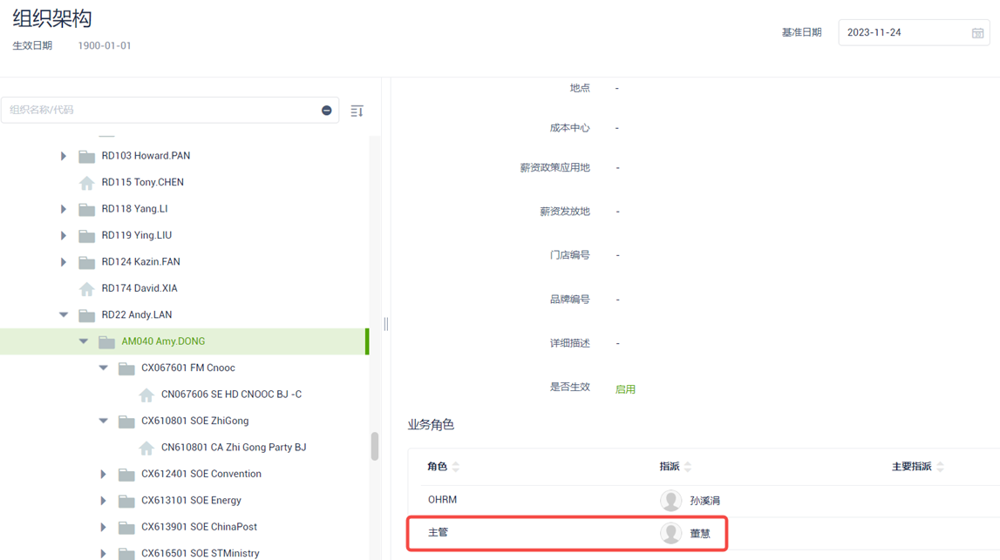 组织架构
生效日期 1900-01-01
基准日期 2023-11-24
组织名称/代码
RD103 Howard.PAN
RD115 Tony.CHEN
RD118 Yang.LI
RD119 Ying.LIU
RD124 Kazin.FAN
RD174 David.XIA
RD22 Andy.LAN
AM040 Amy.DONG
CX067601 FM Cnooc
CN067606 SE HD CNOOC BJ -C
CX610801 SOE ZhiGong
CN610801 CA Zhi Gong Party BJ
CX612401 SOE Convention
CX613101 SOE Energy
CX613901 SOE ChinaPost
CX616501 SOE STMinistry
地点 -
成本中心 -
薪资政策应用地 -
薪资发放地 -
门店编号 -
品牌编号 -
详细描述 -
是否生效 启用
业务角色
角色 指派 主要指派
OHRM 孙溪涓
主管 董慧